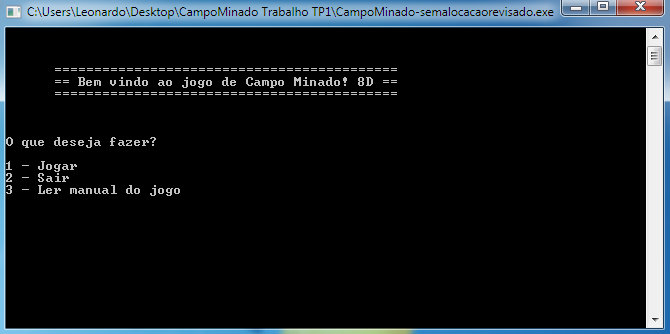 C:\Users\Leonardo\Desktop\CampoMinado Trabalho TP1\CampoMinado-semalocacaorevisado.exe
===========================================
== Bem vindo ao jogo de Campo Minado! 8D ==
===========================================
O que deseja fazer?
1 - Jogar
2 - Sair
3 - Ler manual do jogo